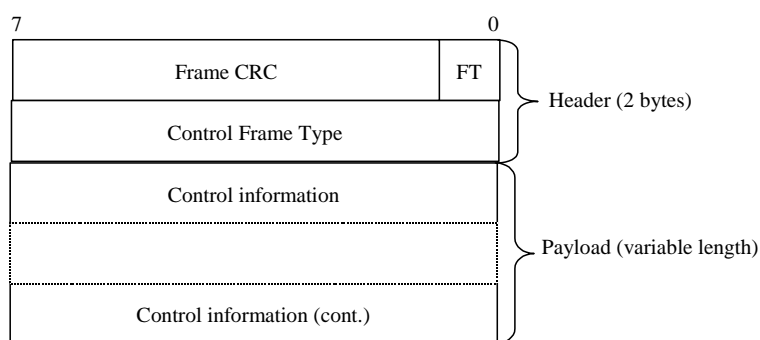 7 0
Frame CRC FT
Header (2 bytes)
Control Frame Type
Control information
Payload (variable length)
Control information (cont.)